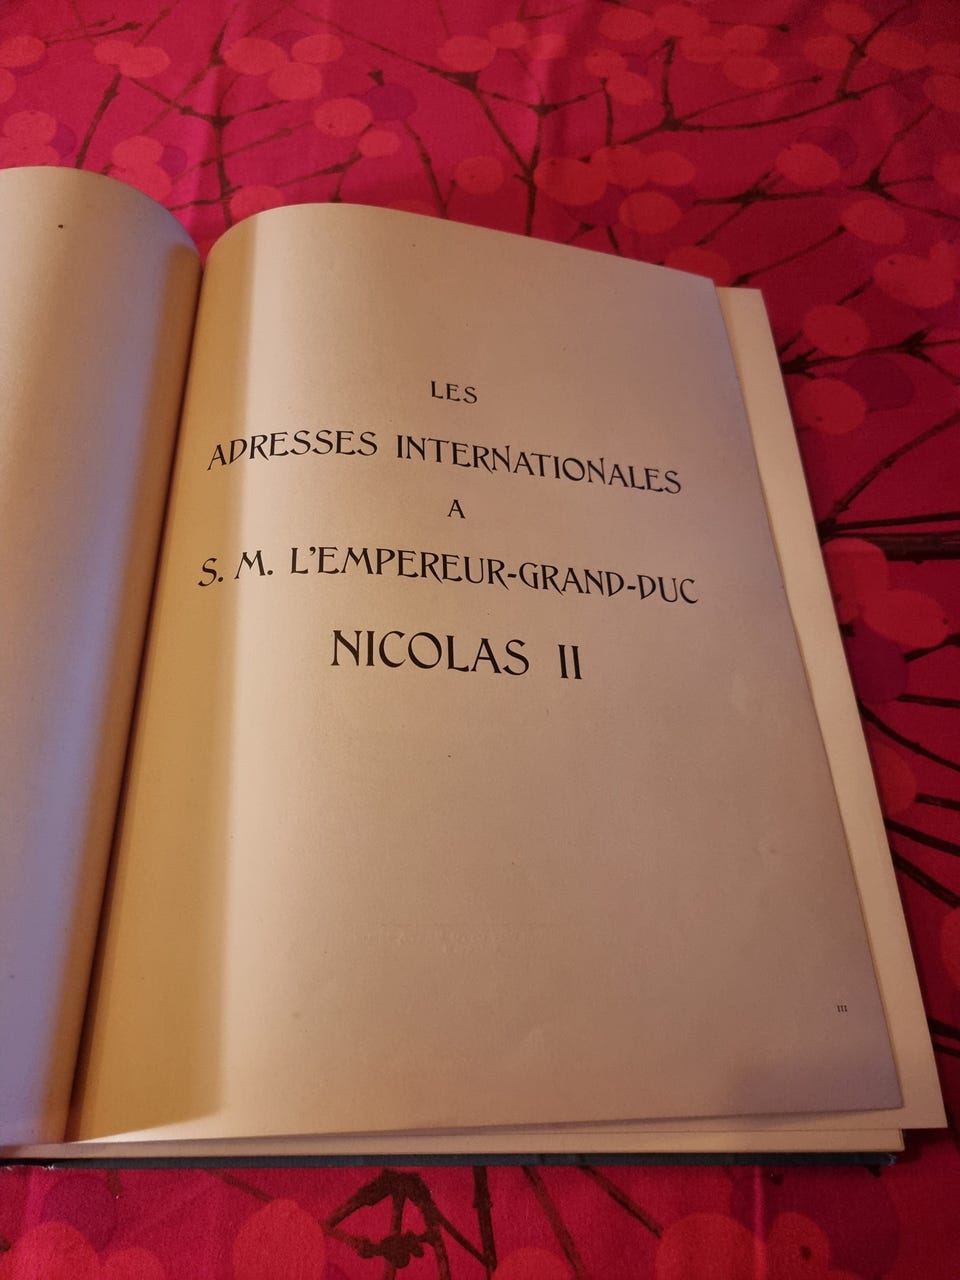 LES
ADRESSES INTERNATIONALES
A
S. M. L'EMPEREUR-GRAND-DUC
NICOLAS II
III